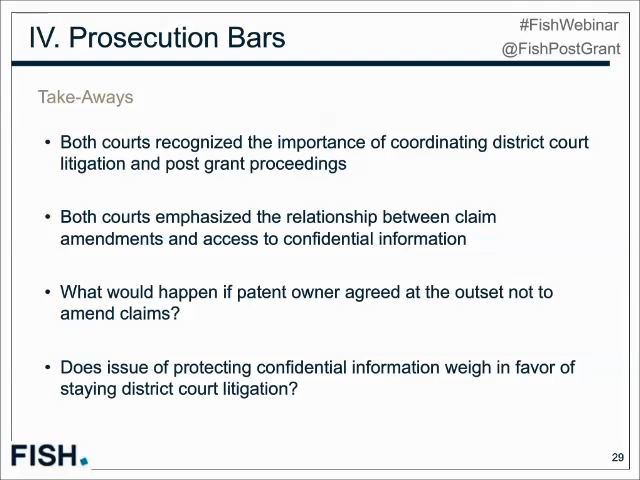 IV. Prosecution Bars
#FishWebinar
@FishPostGrant
Take-Aways
• Both courts recognized the importance of coordinating district court
litigation and post grant proceedings
• Both courts emphasized the relationship between claim
amendments and access to confidential information
• What would happen if patent owner agreed at the outset not to
amend claims?
• Does issue of protecting confidential information weigh in favor of
staying district court litigation?
FISH.
29